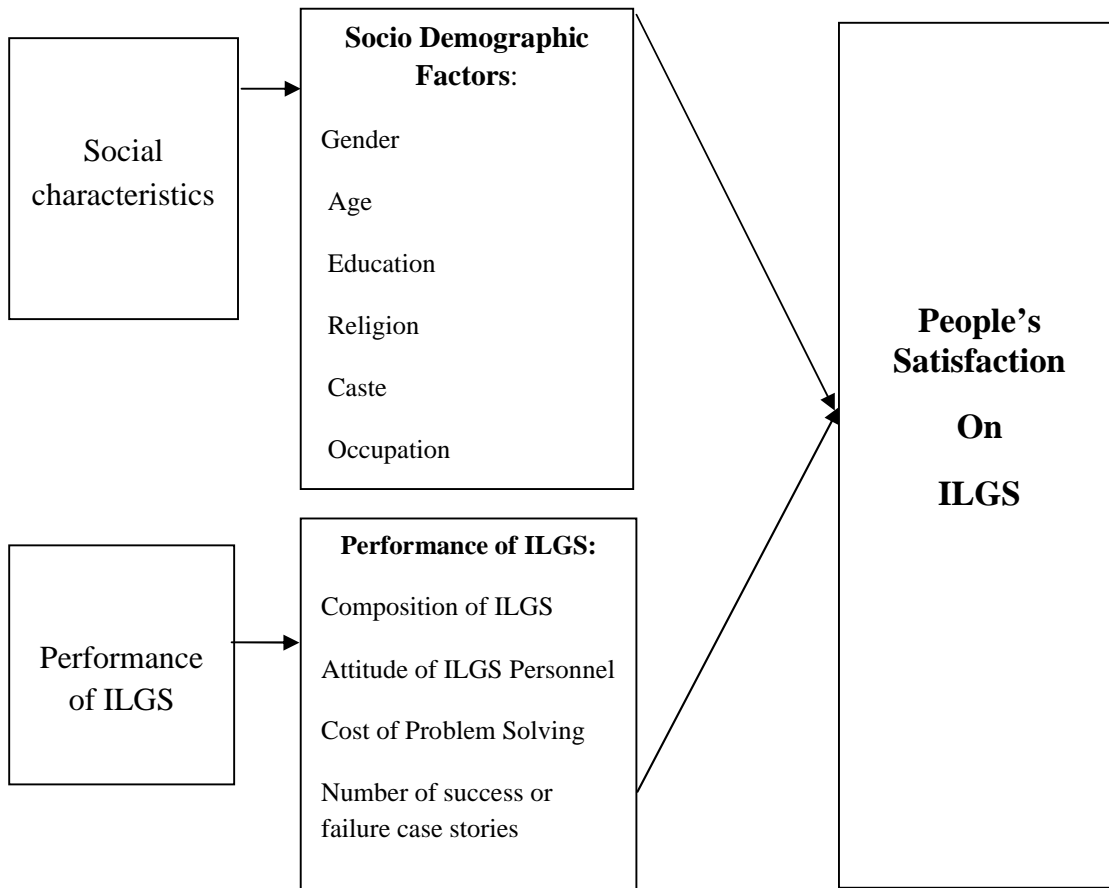 Social
characteristics
Socio Demographic
Factors:
Gender
Age
Education
Religion
Caste
Occupation
Performance
of ILGS
Performance of ILGS:
Composition of ILGS
Attitude of ILGS Personnel
Cost of Problem Solving
Number of success or
failure case stories
People’s
Satisfaction
On
ILGS